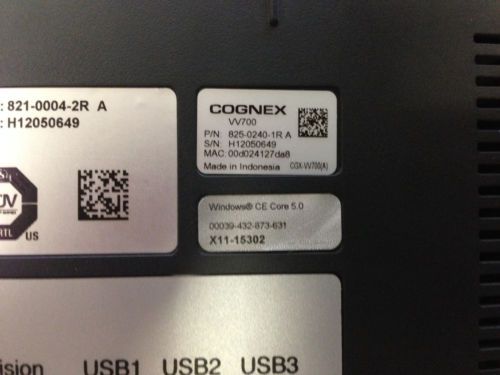 : 821-0004-2R A
: H12050649
US
COGNEX
VV700
P/N: 825-0240-1R A
S/N: H12050649
MAC: 00d024127da8
Made in Indonesia CGX-VV700(A)
Windows® CE Core 5.0
00039-432-873-631
X11-15302
ision USB1 USB2 USB3